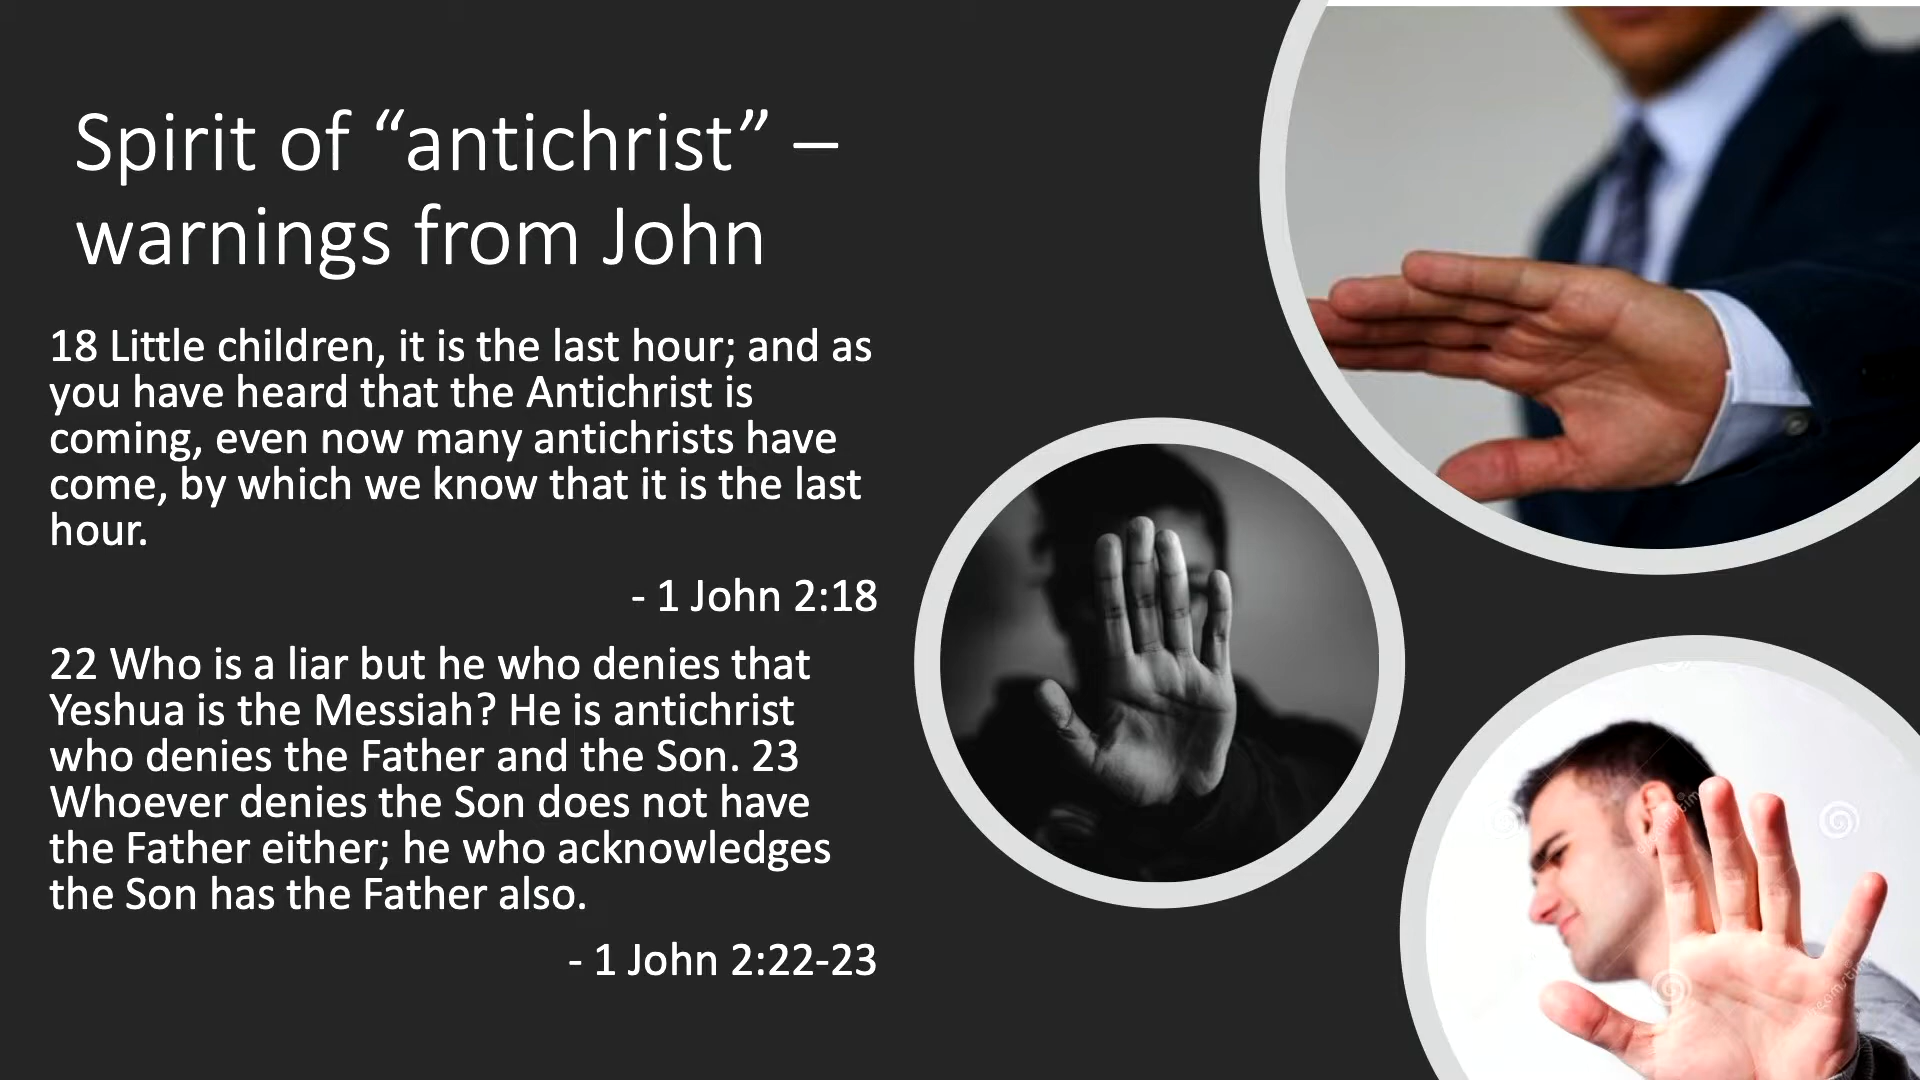 Spirit of “antichrist” –
warnings from John
18 Little children, it is the last hour; and as
you have heard that the Antichrist is
coming, even now many antichrists have
come, by which we know that it is the last
hour.
- 1 John 2:18
22 Who is a liar but he who denies that
Yeshua is the Messiah? He is antichrist
who denies the Father and the Son. 23
Whoever denies the Son does not have
the Father either; he who acknowledges
the Son has the Father also.
- 1 John 2:22-23